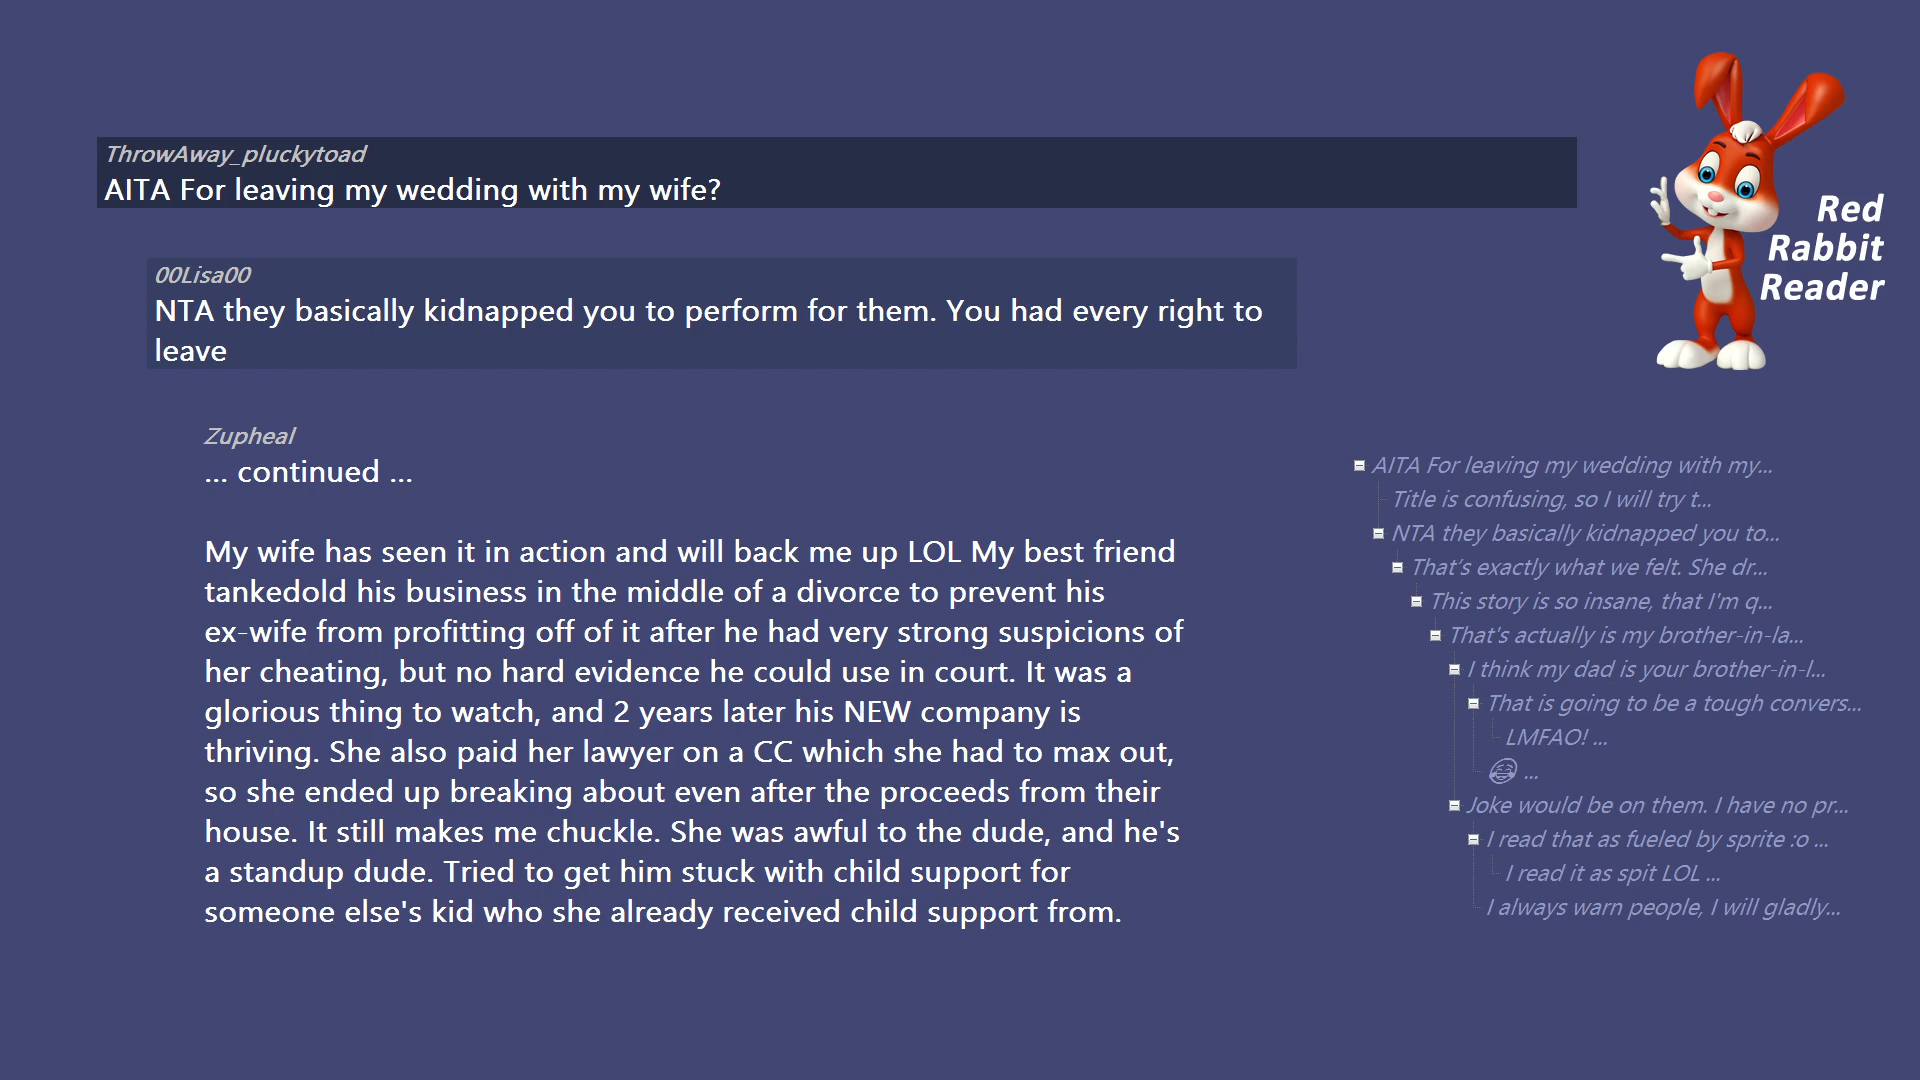 ThrowAway_pluckytoad
AITA For leaving my wedding with my wife?
00Lisa00
NTA they basically kidnapped you to perform for them. You had every right to
leave
Zupheal
... continued ...
My wife has seen it in action and will back me up LOL My best friend
tankedold his business in the middle of a divorce to prevent his
ex-wife from profitting off of it after he had very strong suspicions of
her cheating, but no hard evidence he could use in court. It was a
glorious thing to watch, and 2 years later his NEW company is
thriving. She also paid her lawyer on a CC which she had to max out,
so she ended up breaking about even after the proceeds from their
house. It still makes me chuckle. She was awful to the dude, and he's
a standup dude. Tried to get him stuck with child support for
someone else's kid who she already received child support from.
Red
Rabbit
Reader
AITA For leaving my wedding with my...
Title is confusing, so I will try t...
NTA they basically kidnapped you to...
That's exactly what we felt. She dr...
This story is so insane, that I'm q...
That's actually is my brother-in-la...
I think my dad is your brother-in-l...
That is going to be a tough convers...
LMFAO! ...
😂 ...
Joke would be on them. I have no pr...
I read that as fueled by sprite :o ...
I read it as spit LOL ...
I always warn people, I will gladly...